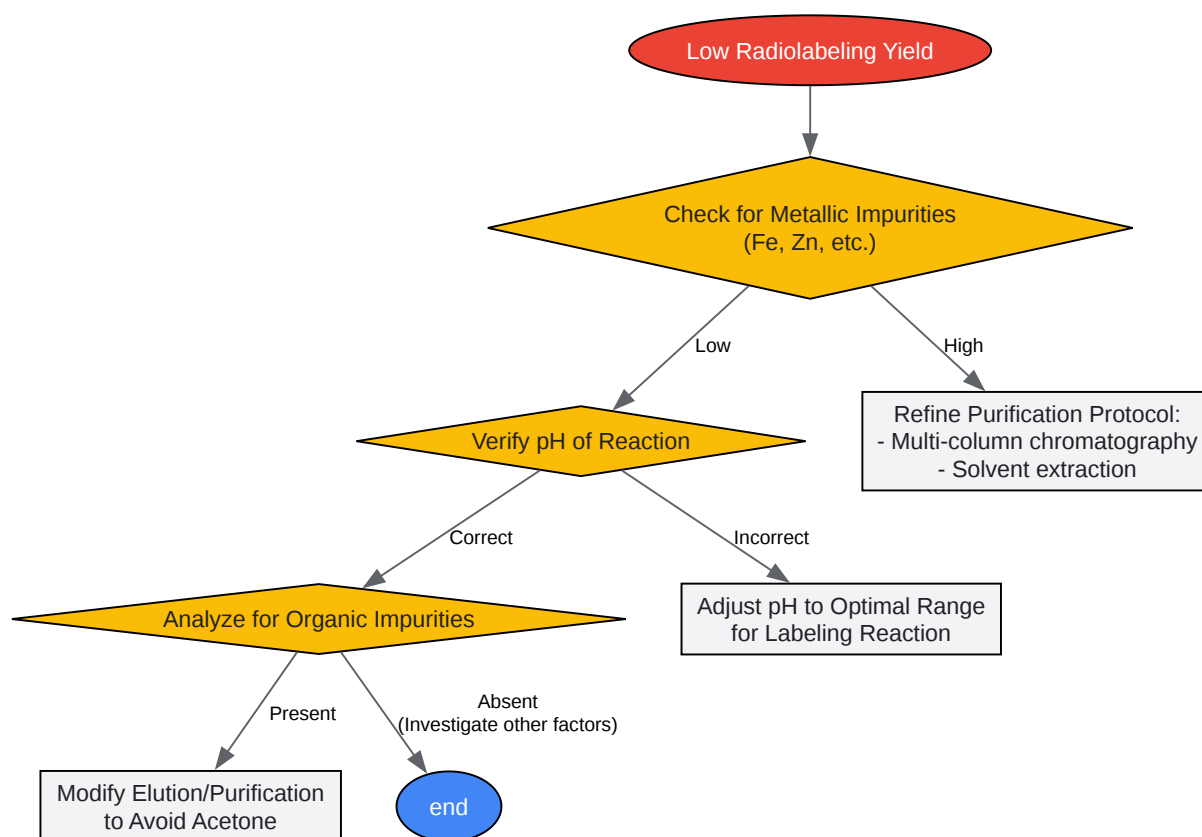 Low Radiolabeling Yield
Check for Metallic Impurities
(Fe, Zn, etc.)
Low
High
Refine Purification Protocol:
- Multi-column chromatography
- Solvent extraction
Verify pH of Reaction
Correct
Incorrect
Adjust pH to Optimal Range
for Labeling Reaction
Analyze for Organic Impurities
Present
Absent
(Investigate other factors)
Modify Elution/Purification
to Avoid Acetone
end